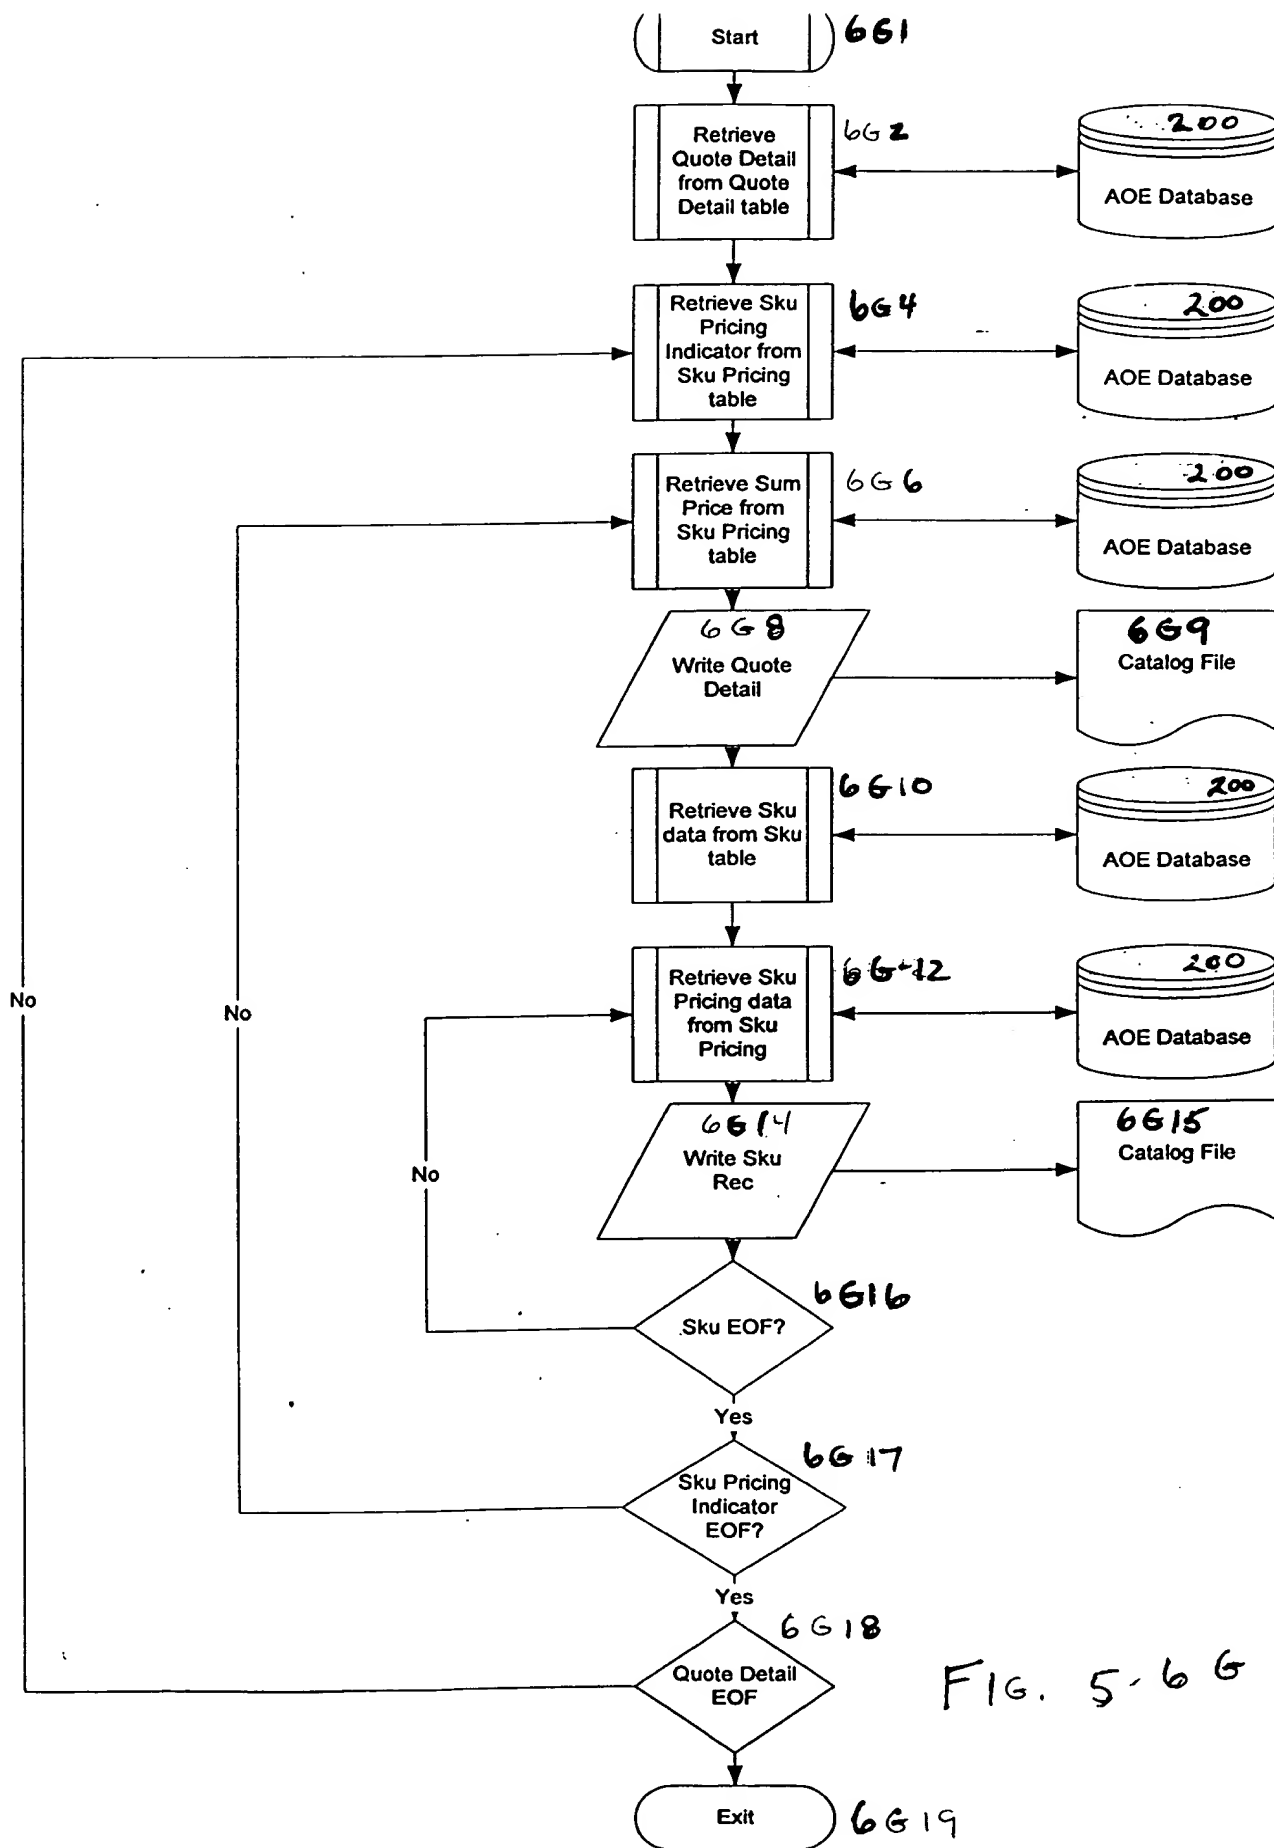 Start
6G1
Retrieve
Quote Detail
from Quote
Detail table
6G2
200
AOE Database
Retrieve Sku
Pricing
Indicator from
Sku Pricing
table
6G4
200
AOE Database
Retrieve Sum
Price from
Sku Pricing
table
6G6
200
AOE Database
6G8
Write Quote
Detail
6G9
Catalog File
Retrieve Sku
data from Sku
table
6G10
200
AOE Database
Retrieve Sku
Pricing data
from Sku
Pricing
6G-12
200
AOE Database
No
No
No
6G14
Write Sku
Rec
6G15
Catalog File
Sku EOF?
6G16
Yes
Sku Pricing
Indicator
EOF?
6G17
Yes
Quote Detail
EOF
6G18
FIG. 5-6G
Exit
6G19